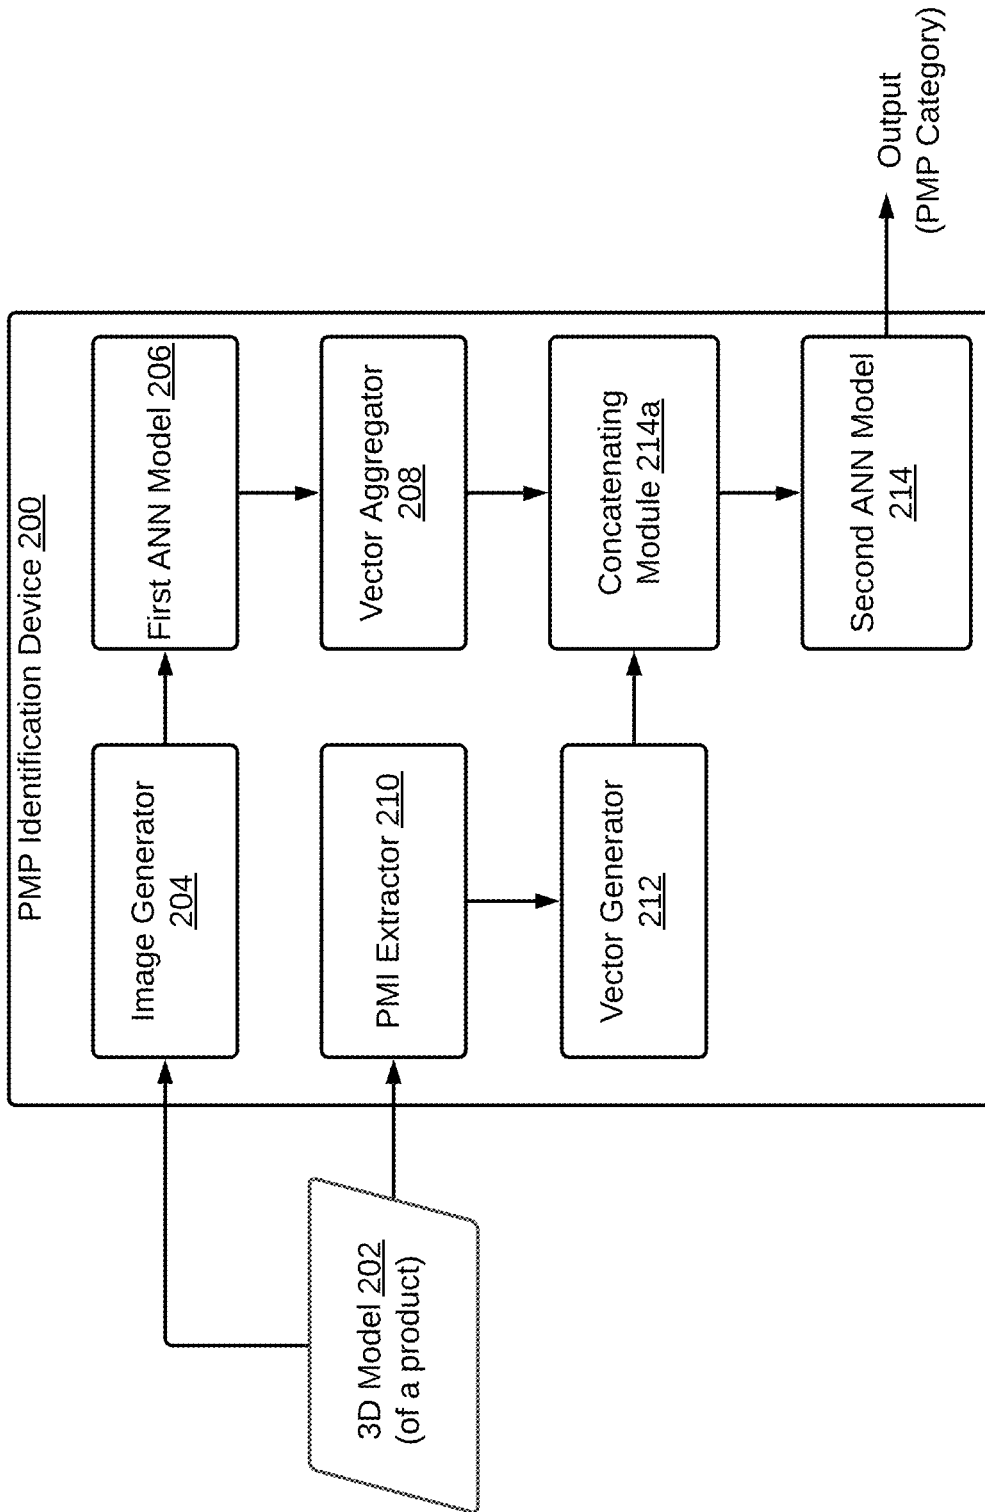 PMP Identification Device 200
3D Model 202
(of a product)
Image Generator
204
First ANN Model 206
PMI Extractor 210
Vector Aggregator
208
Vector Generator
212
Concatenating
Module 214a
Second ANN Model
214
Output
(PMP Category)